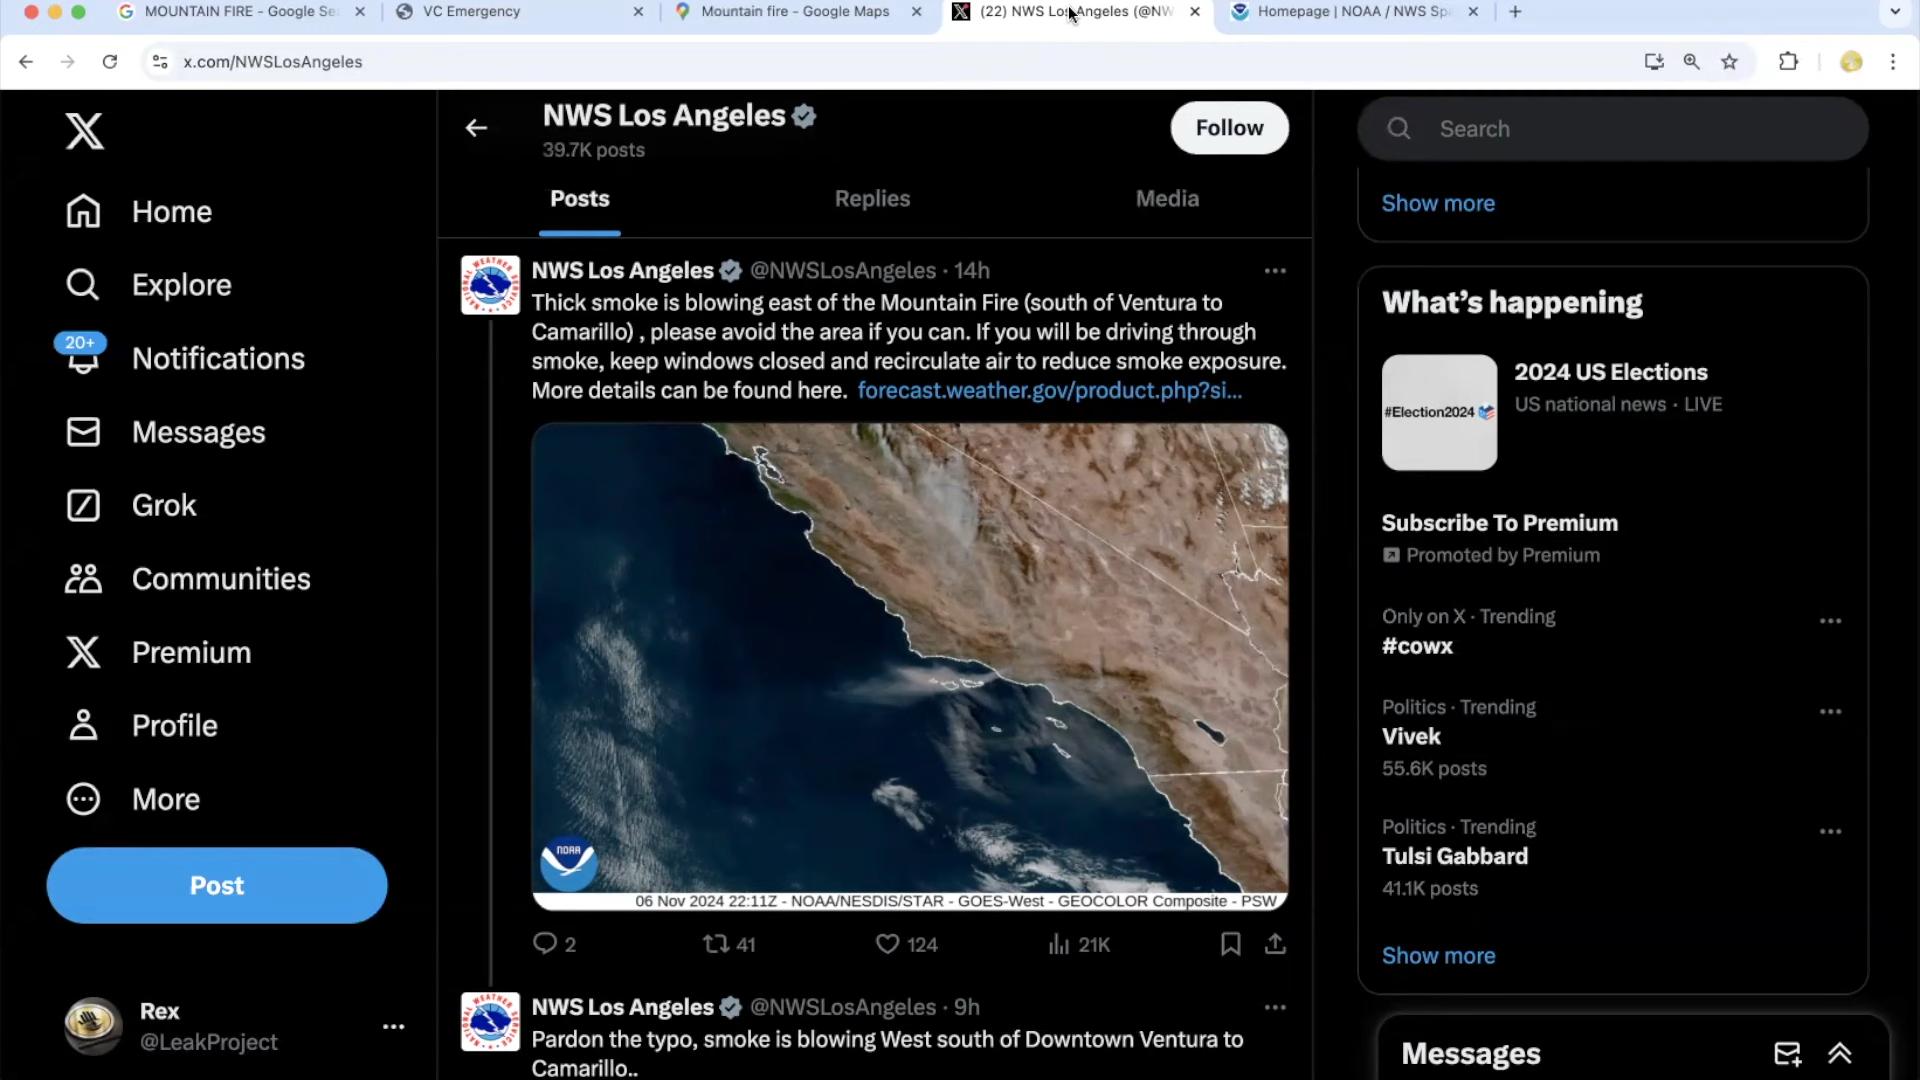 MOUNTAIN FIRE - Google Se
VC Emergency
Mountain fire - Google Maps
(22) NWS Los Angeles (@NW
Homepage | NOAA / NWS Sp
x.com/NWSLosAngeles
Home
Explore
20+
Notifications
Messages
Grok
Communities
Premium
Profile
More
Post
Rex
@LeakProject
NWS Los Angeles
39.7K posts
Follow
Posts
Replies
Media
NWS Los Angeles @NWSLosAngeles · 14h
Thick smoke is blowing east of the Mountain Fire (south of Ventura to
Camarillo) , please avoid the area if you can. If you will be driving through
smoke, keep windows closed and recirculate air to reduce smoke exposure.
More details can be found here. forecast.weather.gov/product.php?si...
NOAA
06 Nov 2024 22:11Z - NOAA/NESDIS/STAR - GOES-West - GEOCOLOR Composite - PSW
2
41
124
21K
NWS Los Angeles @NWSLosAngeles · 9h
Pardon the typo, smoke is blowing West south of Downtown Ventura to
Camarillo..
Search
Show more
What's happening
#Election2024
2024 US Elections
US national news · LIVE
Subscribe To Premium
Promoted by Premium
Only on X · Trending
#cowx
Politics · Trending
Vivek
55.6K posts
Politics · Trending
Tulsi Gabbard
41.1K posts
Show more
Messages